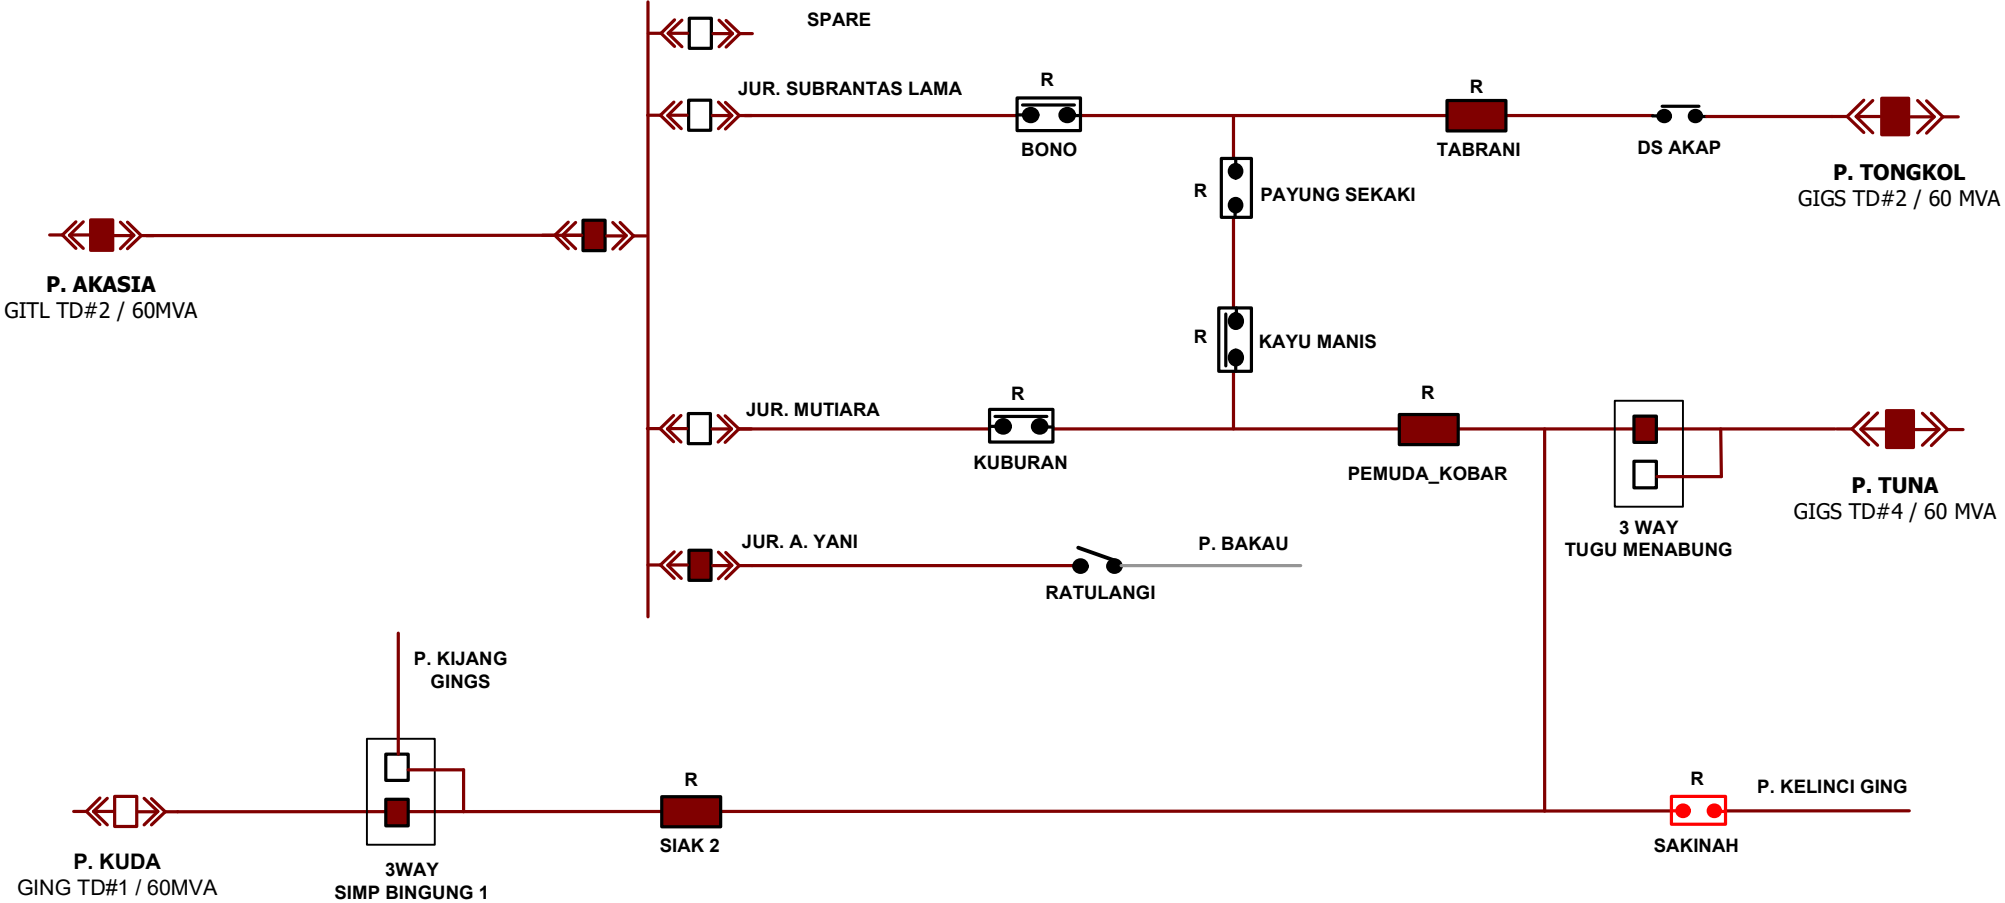 SPARE
JUR. SUBRANTAS LAMA
R
BONO
R
TABRANI
DS AKAP
P. TONGKOL
GIGS TD#2 / 60 MVA
R
PAYUNG SEKAKI
P. AKASIA
GITL TD#2 / 60MVA
R
KAYU MANIS
JUR. MUTIARA
R
KUBURAN
R
PEMUDA_KOBAR
3 WAY
TUGU MENABUNG
P. TUNA
GIGS TD#4 / 60 MVA
JUR. A. YANI
RATULANGI
P. BAKAU
P. KIJANG
GINGS
P. KUDA
GING TD#1 / 60MVA
3WAY
SIMP BINGUNG 1
R
SIAK 2
R
SAKINAH
P. KELINCI GING